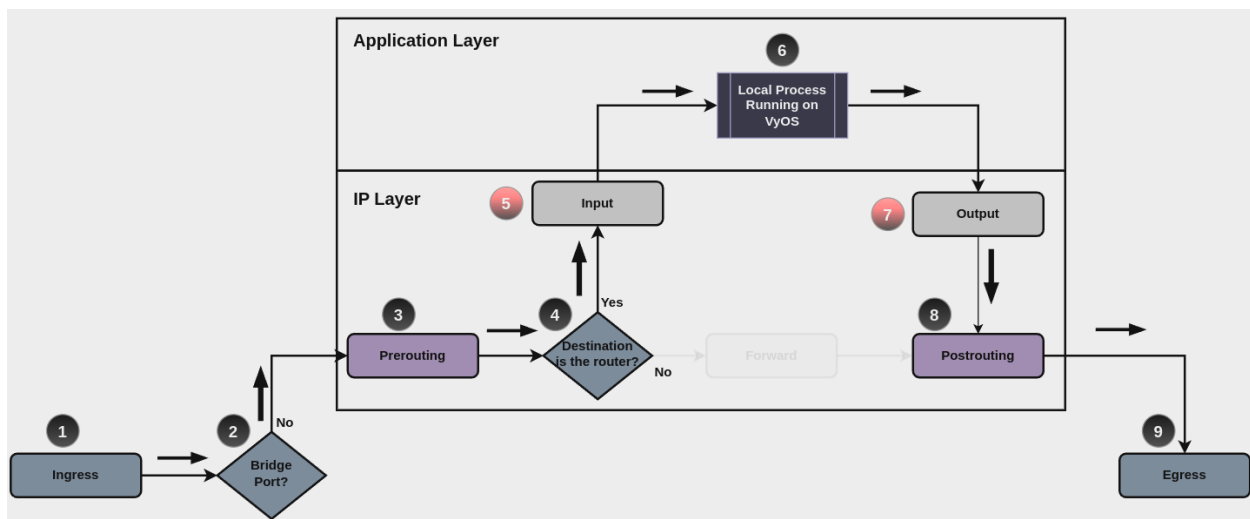 Application Layer
6
Local Process
Running on
VyOS
IP Layer
5
Input
7
Output
3
4
Yes
8
Prerouting
Destination
is the router?
No
Forward
Postrouting
1
2
No
9
Ingress
Bridge
Port?
Egress